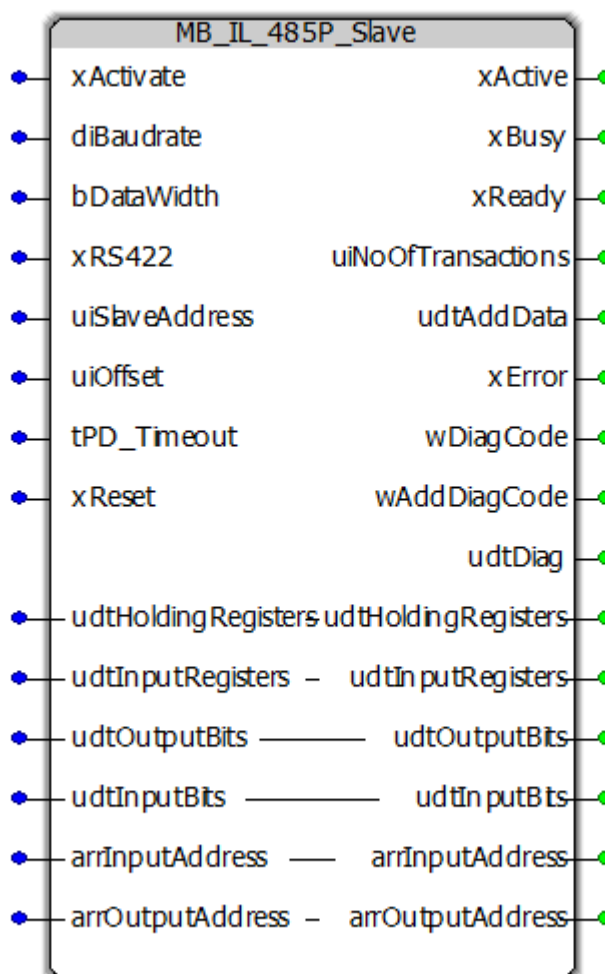 MB_IL_485P_Slave
xActivate xActive
diBaudrate xBusy
bDataWidth xReady
xRS422 uiNoOfTransactions
uiSlaveAddress udtAddData
uiOffset xError
tPD_Timeout wDiagCode
xReset wAddDiagCode
udtDiag
udtHoldingRegisters udtHoldingRegisters
udtInputRegisters udtInputRegisters
udtOutputBits udtOutputBits
udtInputBits udtInputBits
arrInputAddress arrInputAddress
arrOutputAddress arrOutputAddress